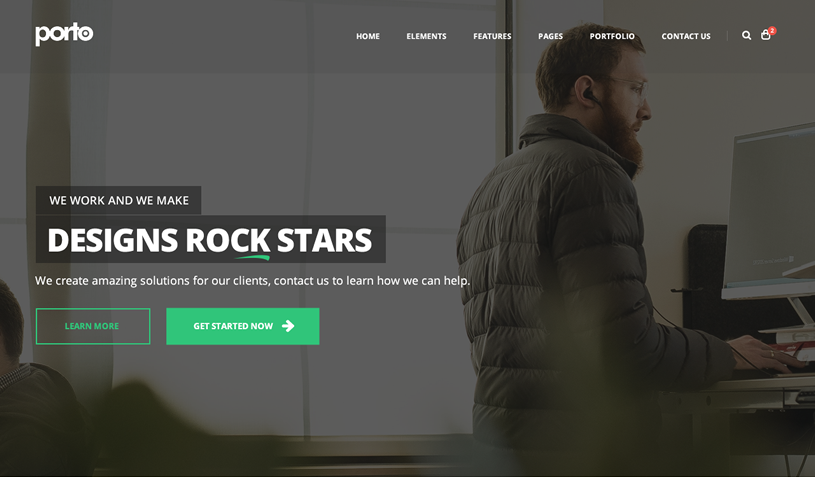 porto
HOME ELEMENTS FEATURES PAGES PORTFOLIO CONTACT US 2
WE WORK AND WE MAKE
DESIGNS ROCK STARS
We create amazing solutions for our clients, contact us to learn how we can help.
LEARN MORE GET STARTED NOW